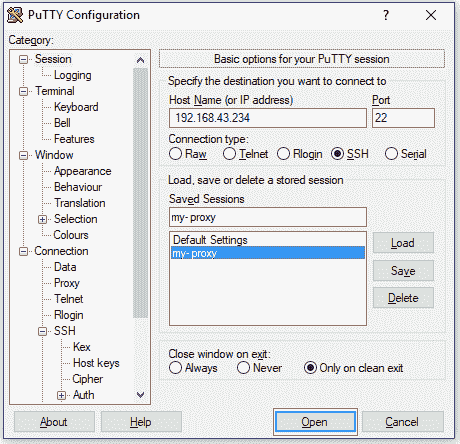 PuTTY Configuration
?
Category:
Session
Logging
Terminal
Keyboard
Bell
Features
Window
Appearance
Behaviour
Translation
Selection
Colours
Connection
Data
Proxy
Telnet
Rlogin
SSH
Kex
Host keys
Cipher
Auth
Basic options for your PuTTY session
Specify the destination you want to connect to
Host Name (or IP address) Port
192.168.43.234 22
Connection type:
Raw Telnet Rlogin SSH Serial
Load, save or delete a stored session
Saved Sessions
my-proxy
Default Settings
my-proxy
Load
Save
Delete
Close window on exit:
Always Never Only on clean exit
About Help Open Cancel